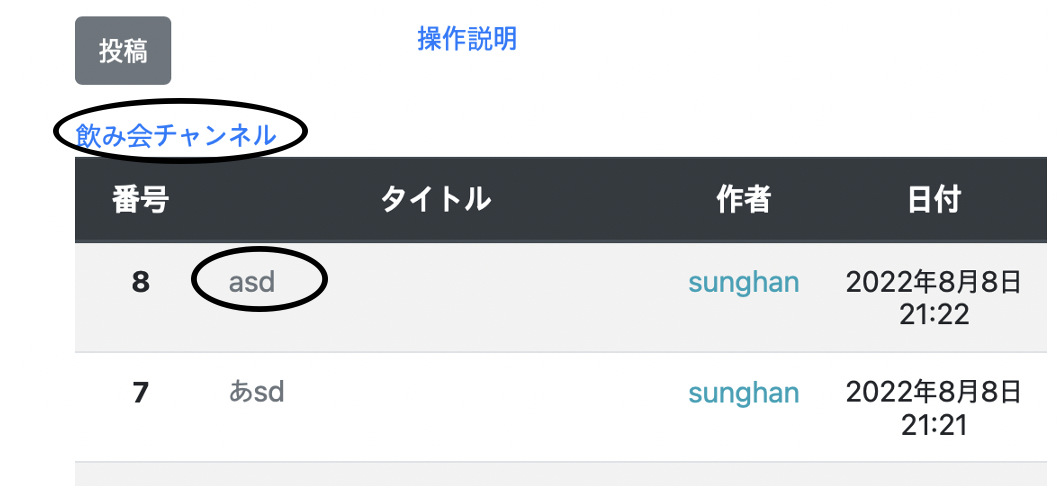 投稿
操作説明
飲み会チャンネル
番号 タイトル 作者 日付
8 asd sunghan 2022年8月8日
21:22
7 あsd sunghan 2022年8月8日
21:21